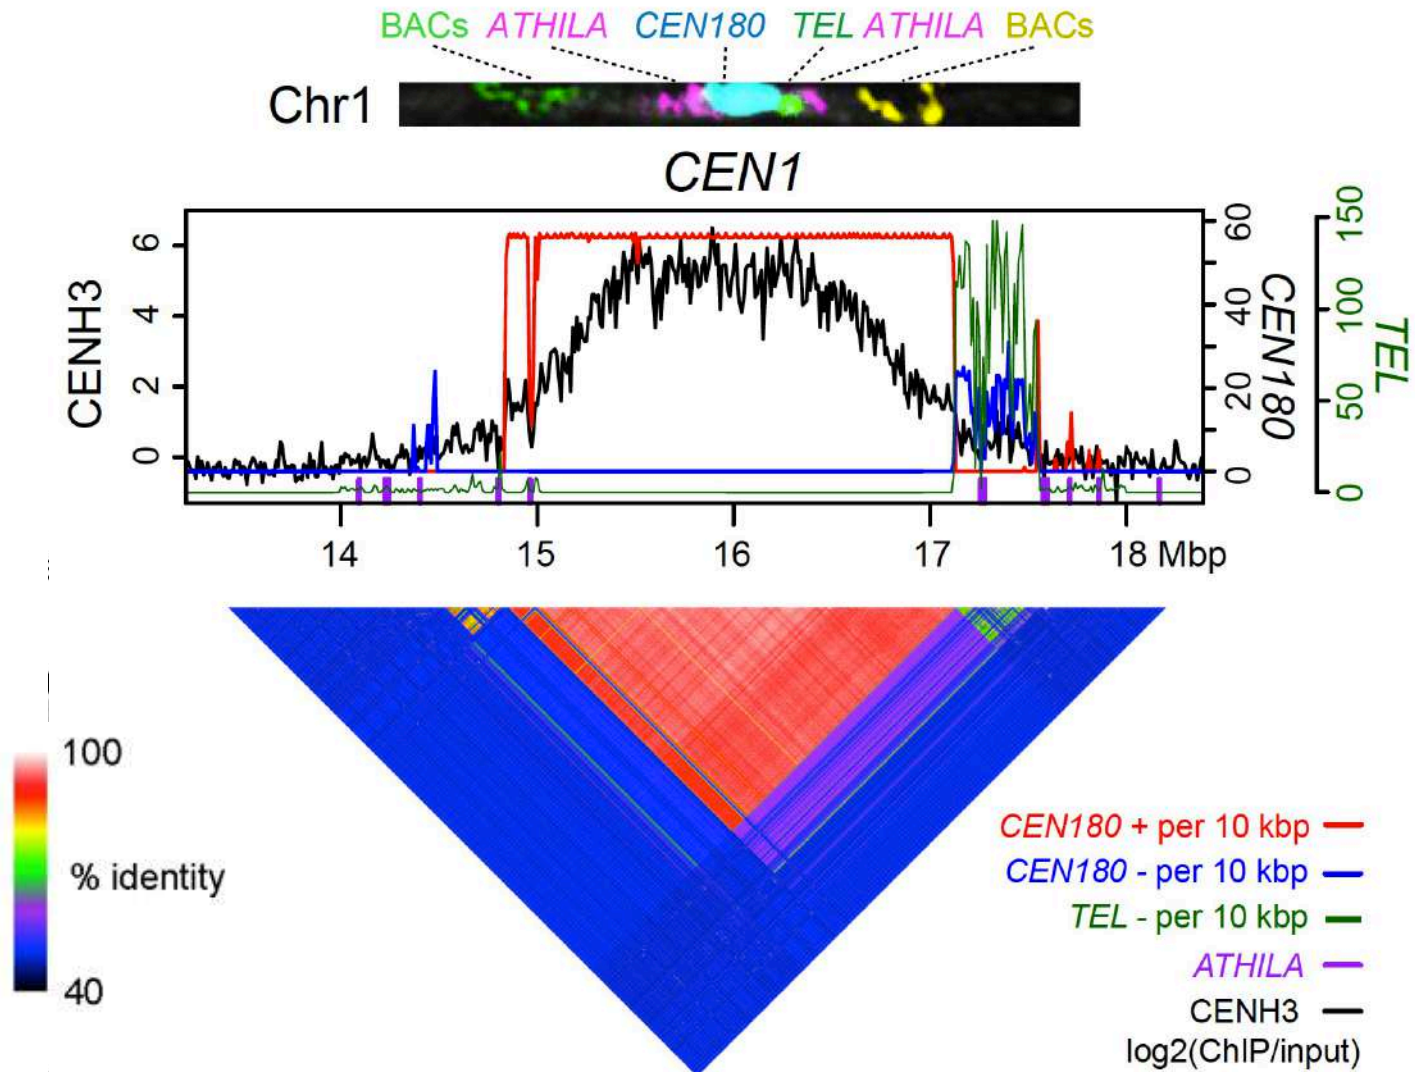 BACs ATHILA CEN180 TEL ATHILA BACs
Chr1
CEN1
CENH3
6
4
2
0
60
40
20
0
CEN180
150
100
50
0
TEL
14 15 16 17 18 Mbp
100
% identity
40
CEN180 + per 10 kbp
CEN180 - per 10 kbp
TEL - per 10 kbp
ATHILA
CENH3
log2(ChIP/input)